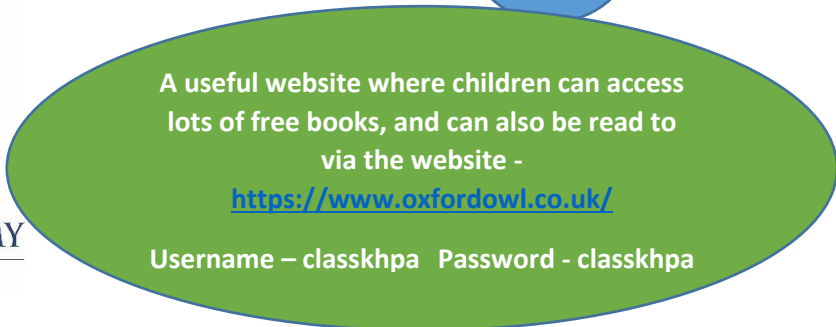 A useful website where children can access
lots of free books, and can also be read to
via the website -
https://www.oxfordowl.co.uk/
AY
Username – classkhpa Password - classkhpa